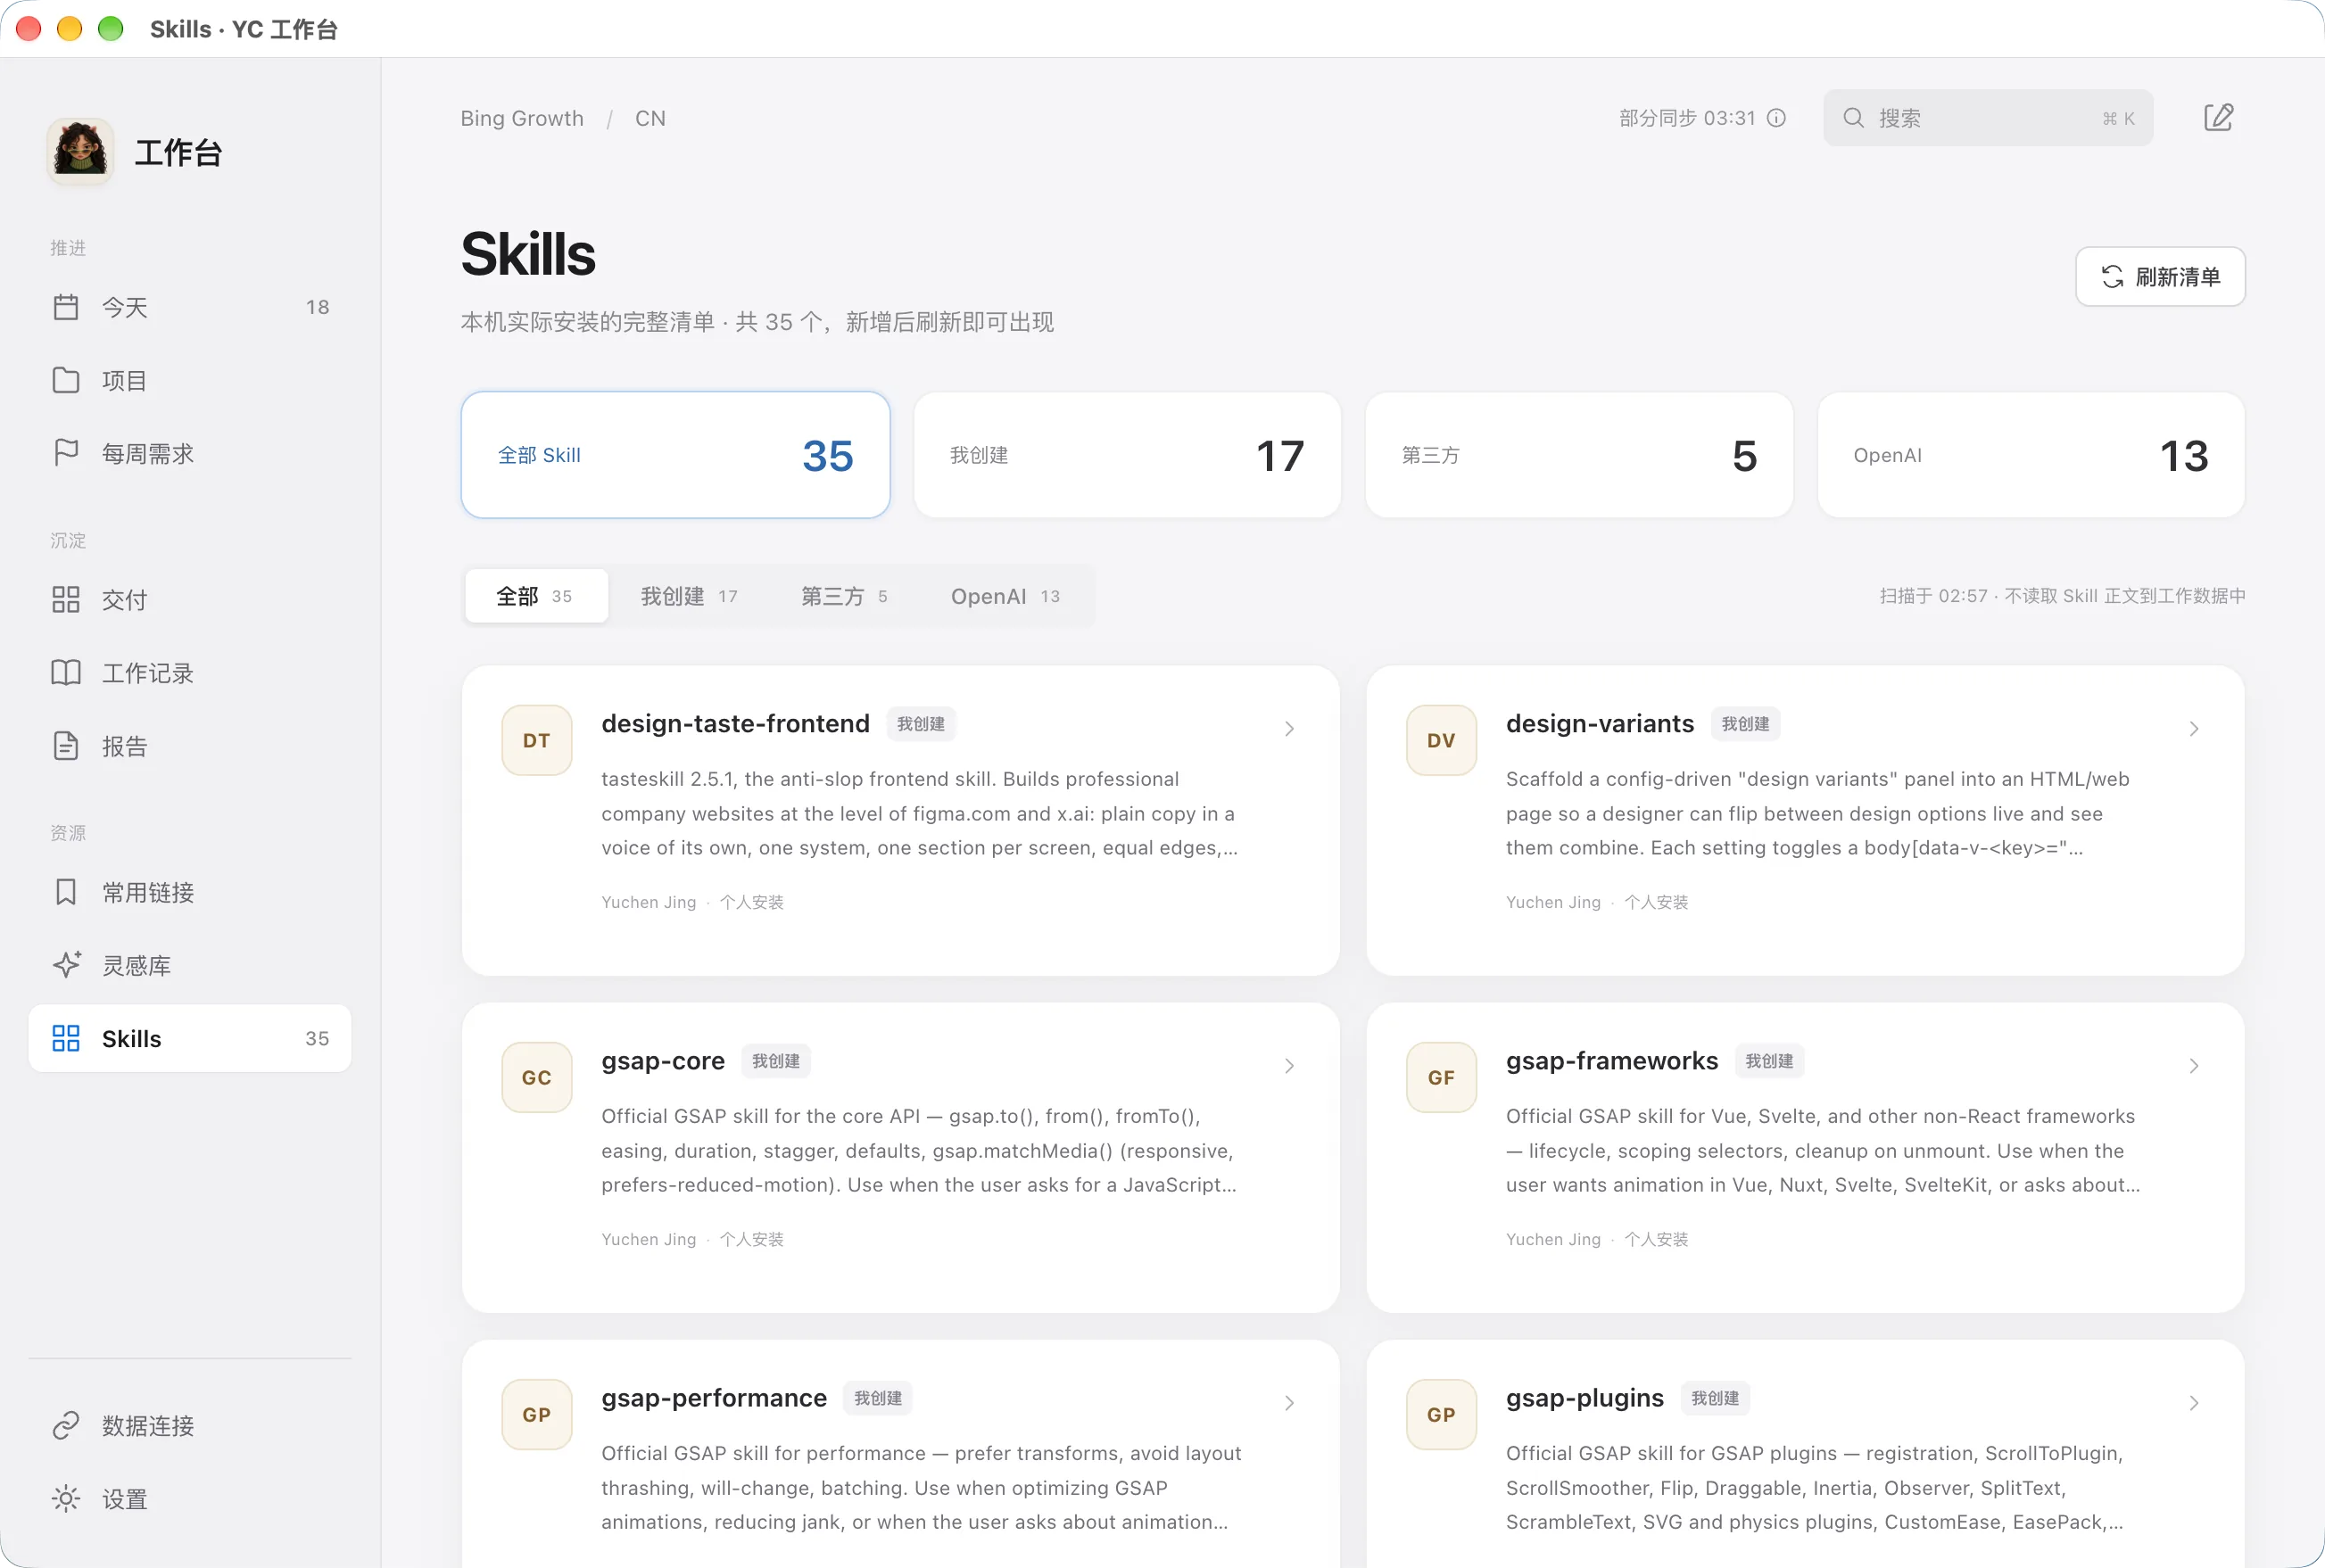 Skills · YC 工作台
工作台
推进
今天 18
项目
每周需求
沉淀
交付
工作记录
报告
资源
常用链接
灵感库
Skills 35
数据连接
设置
Bing Growth / CN
部分同步 03:31
搜索 ⌘ K
Skills
本机实际安装的完整清单 · 共 35 个，新增后刷新即可出现
刷新清单
全部 Skill 35
我创建 17
第三方 5
OpenAI 13
全部 35 我创建 17 第三方 5 OpenAI 13
扫描于 02:57 · 不读取 Skill 正文到工作数据中
DT
design-taste-frontend 我创建
tasteskill 2.5.1, the anti-slop frontend skill. Builds professional
company websites at the level of figma.com and x.ai: plain copy in a
voice of its own, one system, one section per screen, equal edges,...
Yuchen Jing · 个人安装
DV
design-variants 我创建
Scaffold a config-driven "design variants" panel into an HTML/web
page so a designer can flip between design options live and see
them combine. Each setting toggles a body[data-v-<key>="...
Yuchen Jing · 个人安装
GC
gsap-core 我创建
Official GSAP skill for the core API — gsap.to(), from(), fromTo(),
easing, duration, stagger, defaults, gsap.matchMedia() (responsive,
prefers-reduced-motion). Use when the user asks for a JavaScript...
Yuchen Jing · 个人安装
GF
gsap-frameworks 我创建
Official GSAP skill for Vue, Svelte, and other non-React frameworks
— lifecycle, scoping selectors, cleanup on unmount. Use when the
user wants animation in Vue, Nuxt, Svelte, SvelteKit, or asks about...
Yuchen Jing · 个人安装
GP
gsap-performance 我创建
Official GSAP skill for performance — prefer transforms, avoid layout
thrashing, will-change, batching. Use when optimizing GSAP
animations, reducing jank, or when the user asks about animation...
GP
gsap-plugins 我创建
Official GSAP skill for GSAP plugins — registration, ScrollToPlugin,
ScrollSmoother, Flip, Draggable, Inertia, Observer, SplitText,
ScrambleText, SVG and physics plugins, CustomEase, EasePack,...